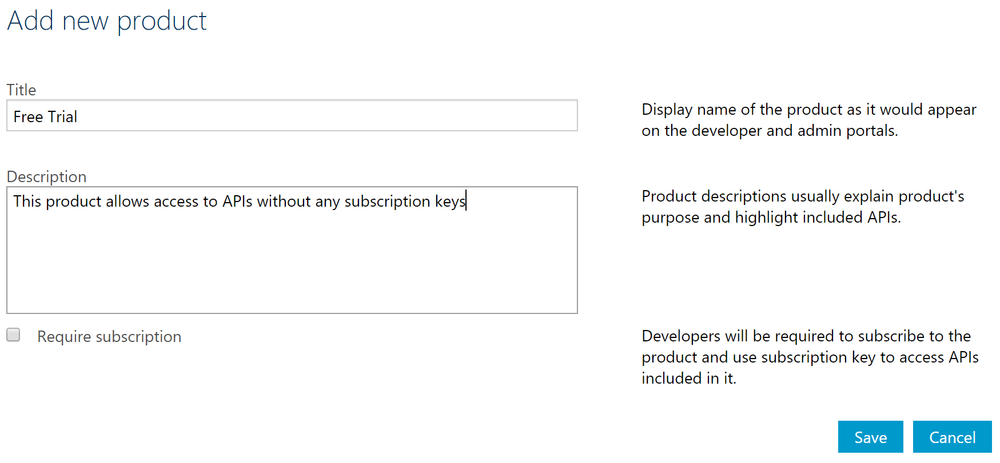 Add new product
Title
Free Trial
Display name of the product as it would appear
on the developer and admin portals.
Description
This product allows access to APIs without any subscription keys
Product descriptions usually explain product's
purpose and highlight included APIs.
Require subscription
Developers will be required to subscribe to the
product and use subscription key to access APIs
included in it.
Save
Cancel